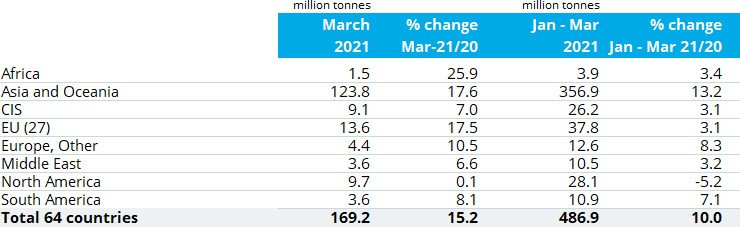 million tonnes million tonnes
March % change Jan - Mar % change
2021 Mar-21/20 2021 Jan - Mar 21/20
Africa 1.5 25.9 3.9 3.4
Asia and Oceania 123.8 17.6 356.9 13.2
CIS 9.1 7.0 26.2 3.1
EU (27) 13.6 17.5 37.8 3.1
Europe, Other 4.4 10.5 12.6 8.3
Middle East 3.6 6.6 10.5 3.2
North America 9.7 0.1 28.1 -5.2
South America 3.6 8.1 10.9 7.1
Total 64 countries 169.2 15.2 486.9 10.0